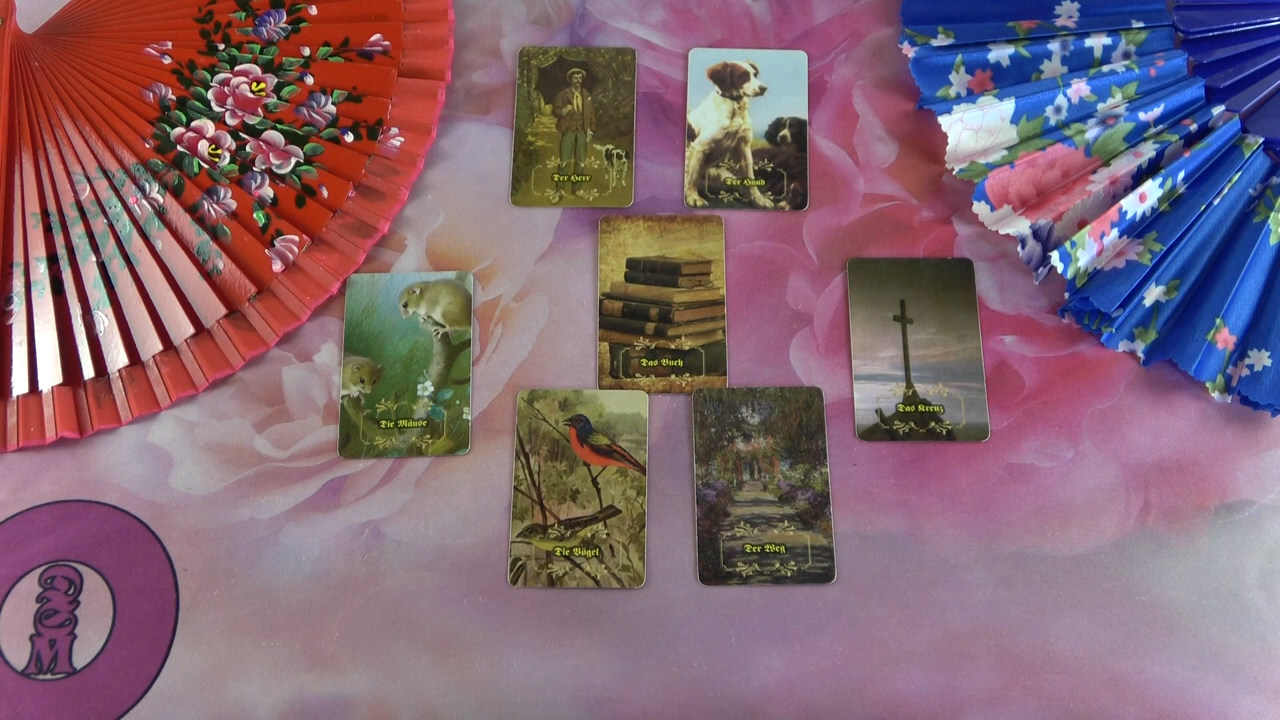 Der Herr
Der Hund
Das Buch
Die Mäuse
Das Kreuz
Die Vögel
Der Weg